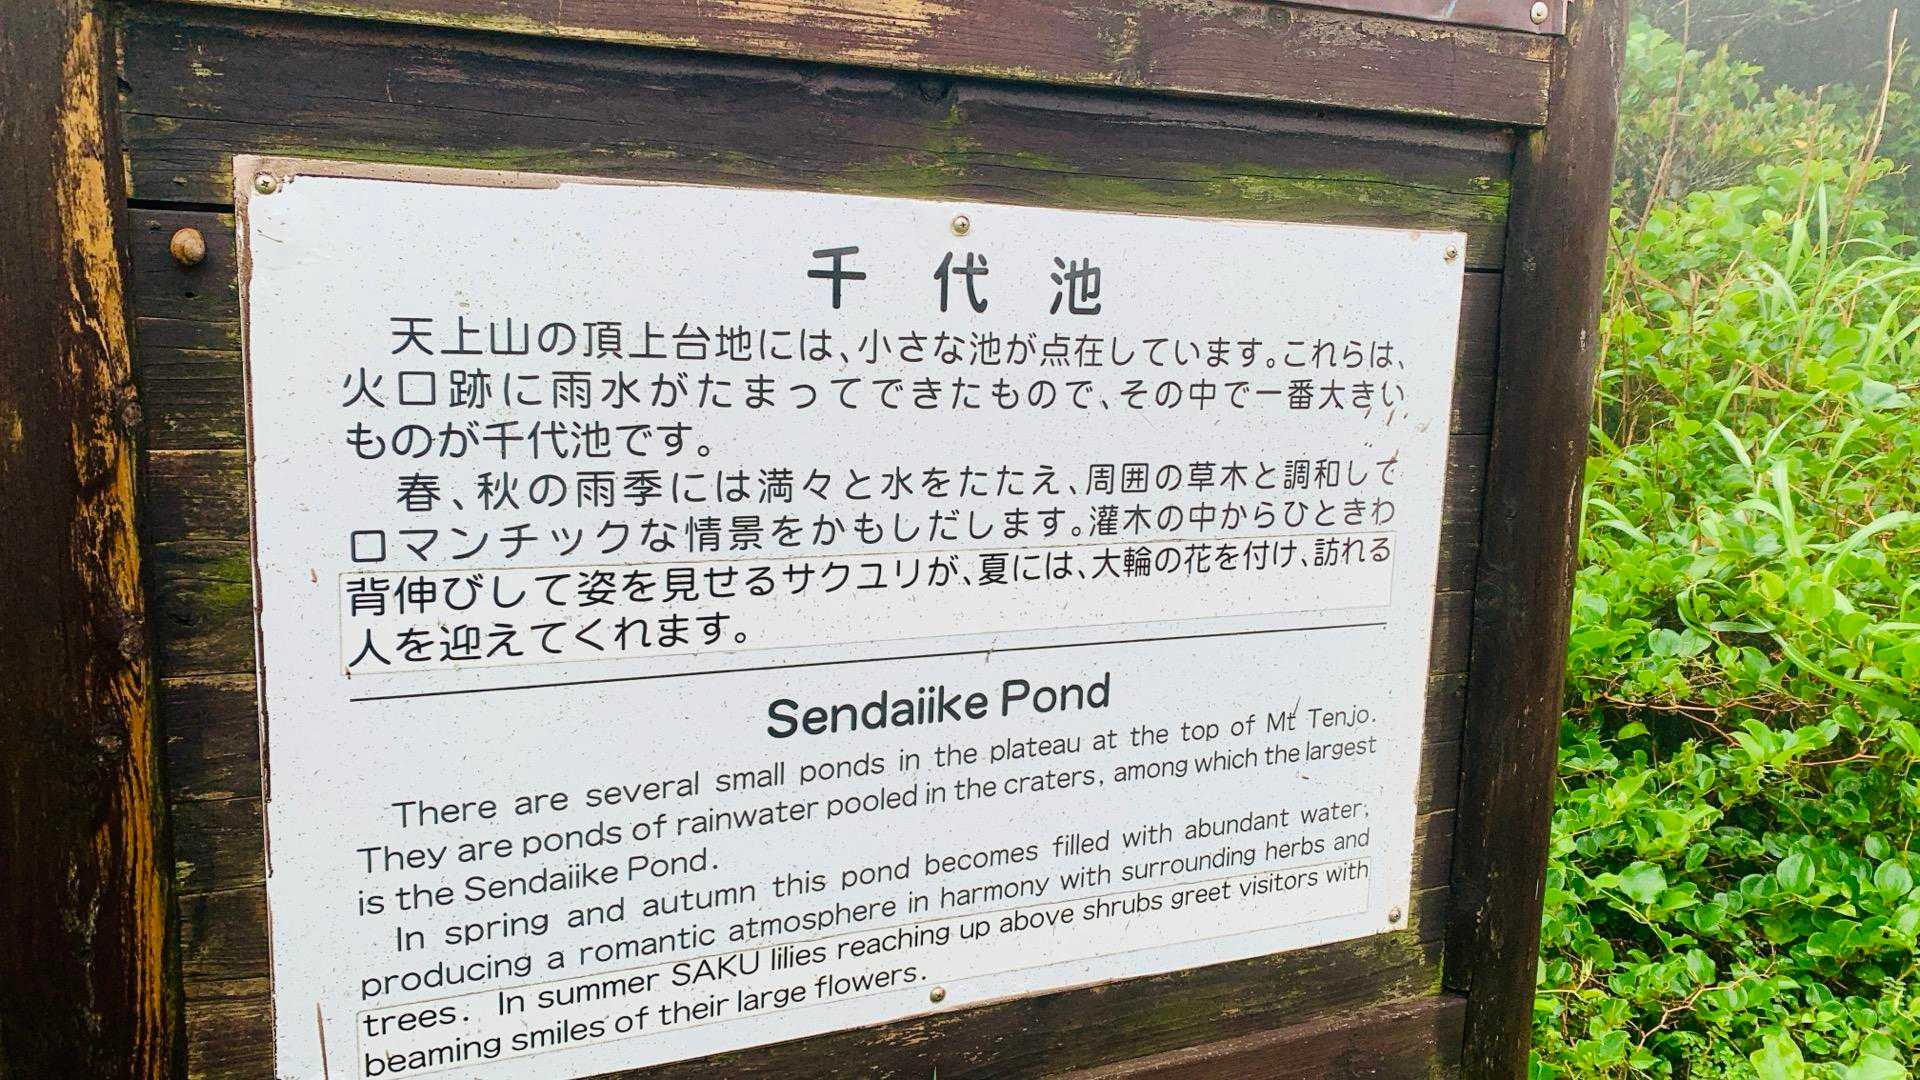 千代池
天上山の頂上台地には、小さな池が点在しています。これらは、
火口跡に雨水がたまってできたもので、その中で一番大きい
ものが千代池です。
春、秋の雨季には満々と水をたたえ、周囲の草木と調和して
ロマンチックな情景をかもしだします。灌木の中からひときわ
背伸びして姿を見せるサクユリが、夏には、大輪の花を付け、訪れる
人を迎えてくれます。
Sendaiike Pond
There are several small ponds in the plateau at the top of Mt Tenjo.
They are ponds of rainwater pooled in the craters, among which the largest
is the Sendaiike Pond.
In spring and autumn this pond becomes filled with abundant water,
producing a romantic atmosphere in harmony with surrounding herbs and
trees. In summer SAKU lilies reaching up above shrubs greet visitors with
beaming smiles of their large flowers.